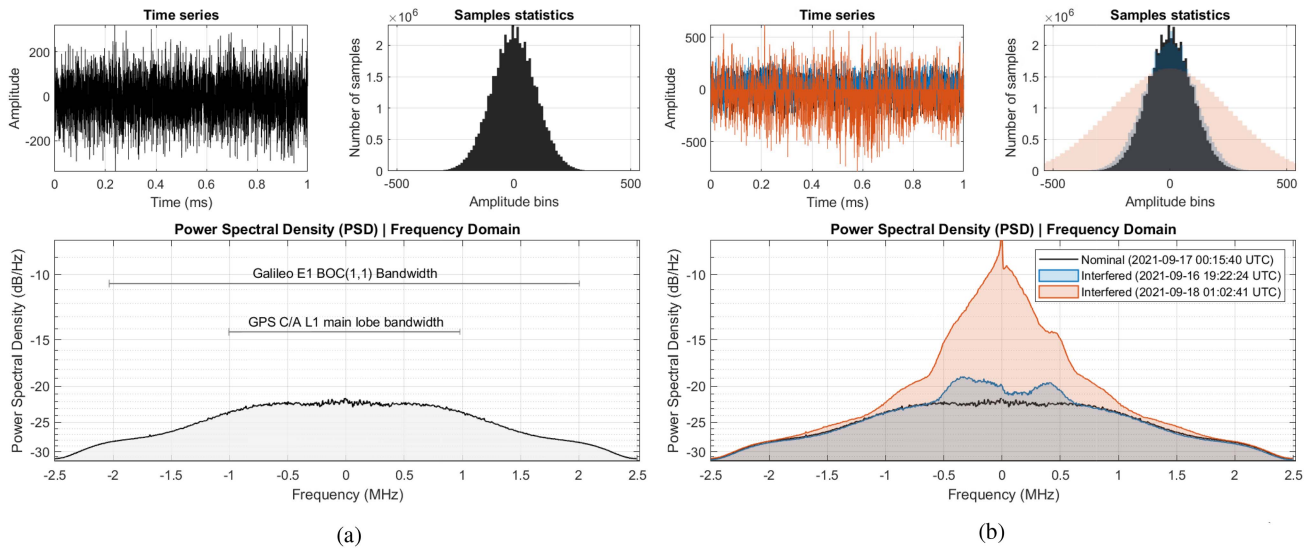 Time series
Amplitude
200
0
-200
0 0.2 0.4 0.6 0.8 1
Time (ms)
×10^6
Samples statistics
Number of samples
2
1.5
1
0.5
0
-500 0 500
Amplitude bins
Power Spectral Density (PSD) | Frequency Domain
Power Spectral Density (dB/Hz)
-10
-15
-20
-25
-30
Galileo E1 BOC(1,1) Bandwidth
GPS C/A L1 main lobe bandwidth
-2.5 -2 -1.5 -1 -0.5 0 0.5 1 1.5 2 2.5
Frequency (MHz)
(a)
Time series
Amplitude
500
0
-500
0 0.2 0.4 0.6 0.8 1
Time (ms)
×10^6
Samples statistics
Number of samples
2
1.5
1
0.5
0
-500 0 500
Amplitude bins
Power Spectral Density (PSD) | Frequency Domain
Power Spectral Density (dB/Hz)
-10
-15
-20
-25
-30
Nominal (2021-09-17 00:15:40 UTC)
Interfered (2021-09-16 19:22:24 UTC)
Interfered (2021-09-18 01:02:41 UTC)
-2.5 -2 -1.5 -1 -0.5 0 0.5 1 1.5 2 2.5
Frequency (MHz)
(b)